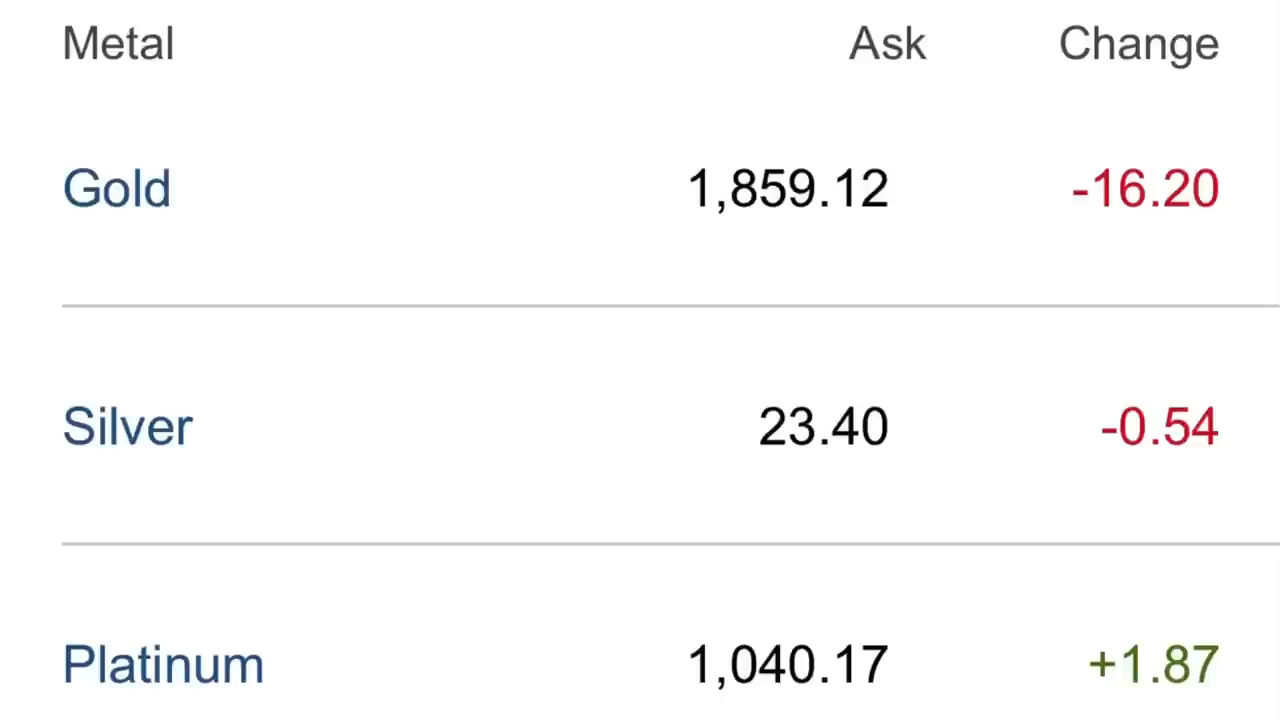 Metal Ask Change
Gold 1,859.12 -16.20
Silver 23.40 -0.54
Platinum 1,040.17 +1.87